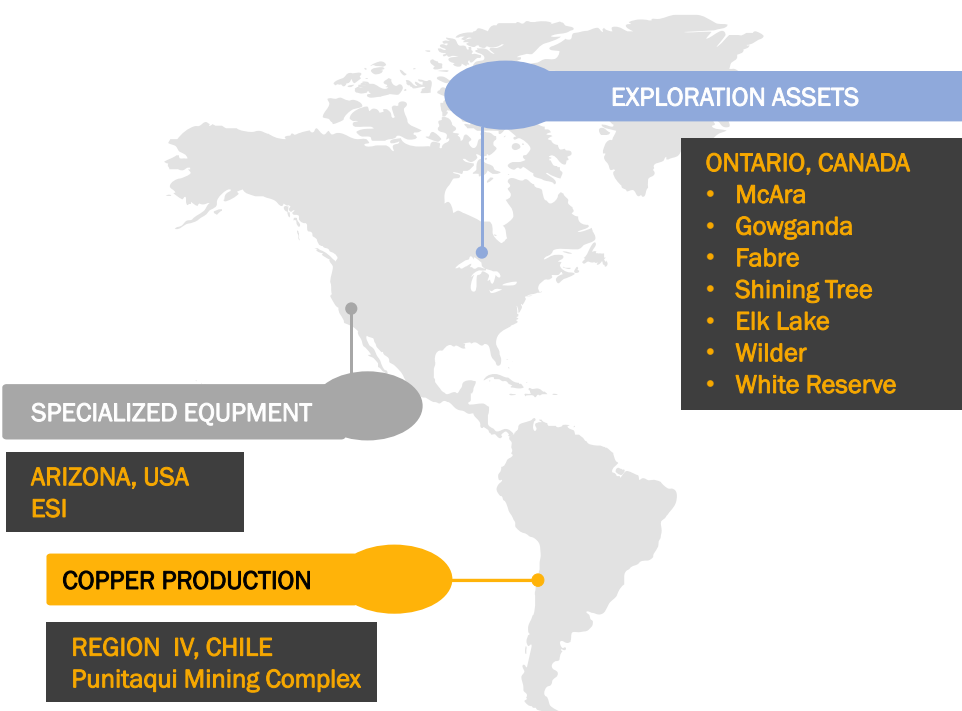 EXPLORATION ASSETS
ONTARIO, CANADA
• McAra
• Gowganda
• Fabre
• Shining Tree
• Elk Lake
• Wilder
• White Reserve
SPECIALIZED EQUPMENT
ARIZONA, USA
ESI
COPPER PRODUCTION
REGION IV, CHILE
Punitaqui Mining Complex